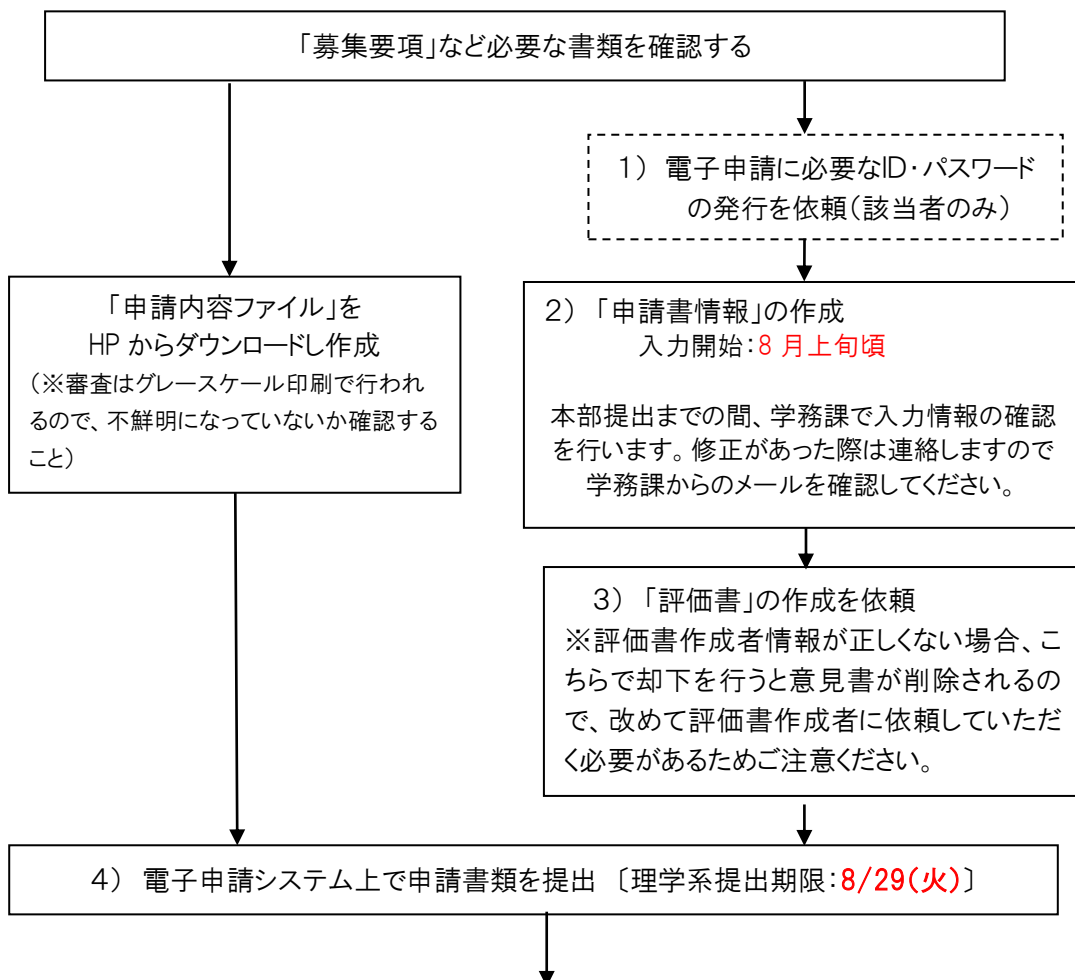 「募集要項」など必要な書類を確認する
1） 電子申請に必要なID・パスワード
の発行を依頼（該当者のみ）
「申請内容ファイル」を
HP からダウンロードし作成
（※審査はグレースケール印刷で行われ
るので、不鮮明になっていないか確認する
こと）
2） 「申請書情報」の作成
入力開始：8 月上旬頃
本部提出までの間、学務課で入力情報の確認
を行います。修正があった際は連絡しますので
学務課からのメールを確認してください。
3） 「評価書」の作成を依頼
※評価書作成者情報が正しくない場合、こ
ちらで却下を行うと意見書が削除されるの
で、改めて評価書作成者に依頼していただ
く必要があるためご注意ください。
4） 電子申請システム上で申請書類を提出 〔理学系提出期限：8/29（火）〕